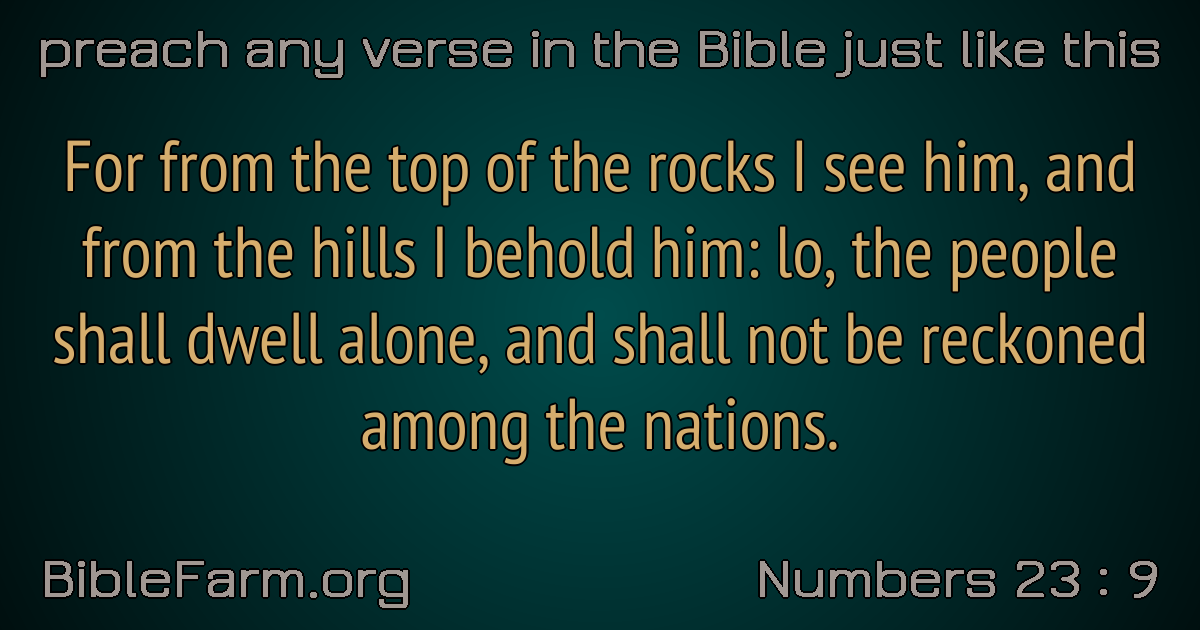 preach any verse in the Bible just like this
For from the top of the rocks I see him, and
from the hills I behold him: lo, the people
shall dwell alone, and shall not be reckoned
among the nations.
BibleFarm.org
Numbers 23 : 9